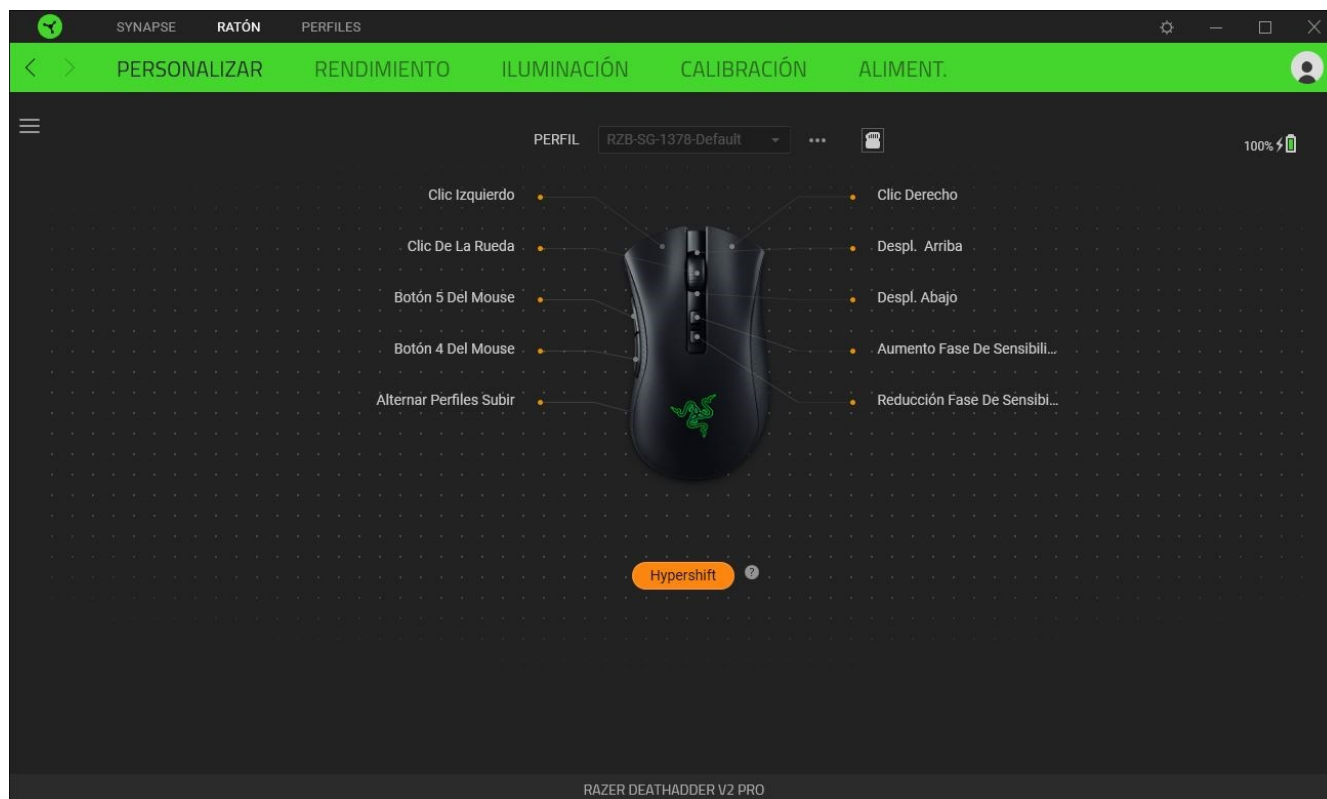 SYNAPSE RATÓN PERFILES
PERSONALIZAR RENDIMIENTO ILUMINACIÓN CALIBRACIÓN ALIMENT.
PERFIL RZB-SG-1378-Default
100%
Clic Izquierdo Clic Derecho
Clic De La Rueda Despl. Arriba
Botón 5 Del Mouse Despl. Abajo
Botón 4 Del Mouse Aumento Fase De Sensibili...
Alternar Perfiles Subir Reducción Fase De Sensibi...
Hypershift ?
RAZER DEATHADDER V2 PRO